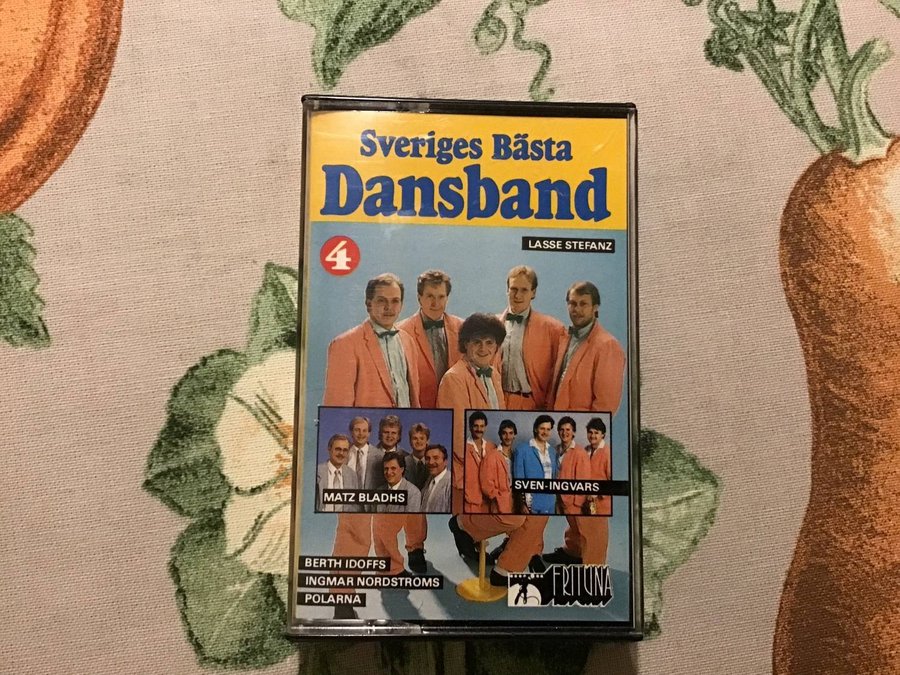 Sveriges Bästa
Dansband
4
LASSE STEFANZ
MATZ BLADHS
SVEN-INGVARS
BERTH IDOFFS
INGMAR NORDSTRÖMS
POLARNA
FRITUNA